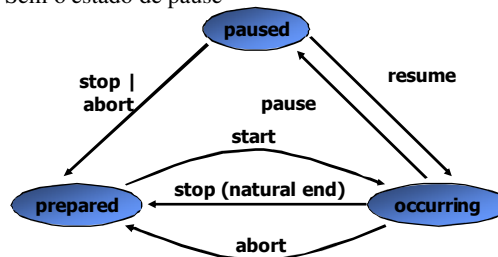 Sem o estado de pause
paused
stop |
abort
resume
pause
start
stop (natural end)
prepared
occurring
abort